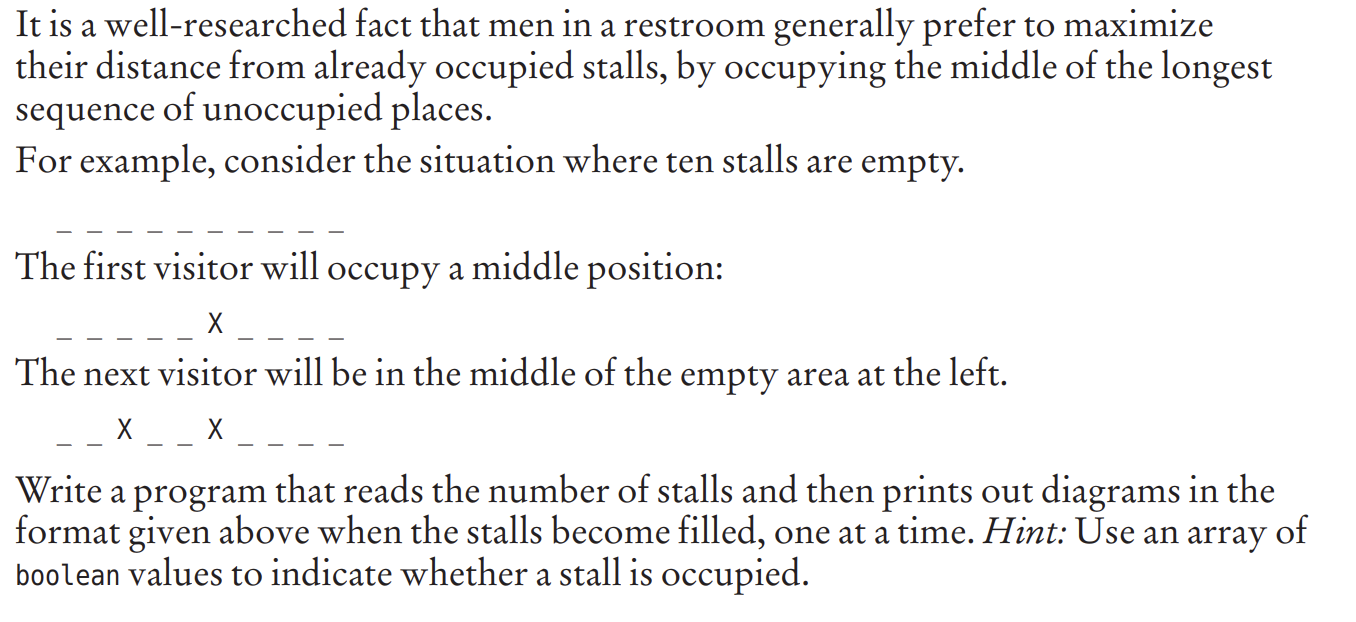 It is a well-researched fact that men in a restroom generally prefer to maximize
their distance from already occupied stalls, by occupying the middle of the longest
sequence of unoccupied places.
For example, consider the situation where ten stalls are empty.
_ _ _ _ _ _ _ _ _ _
The first visitor will occupy a middle position:
_ _ _ _ _ X _ _ _ _
The next visitor will be in the middle of the empty area at the left.
_ _ X _ _ X _ _ _ _
Write a program that reads the number of stalls and then prints out diagrams in the
format given above when the stalls become filled, one at a time. Hint: Use an array of
boolean values to indicate whether a stall is occupied.